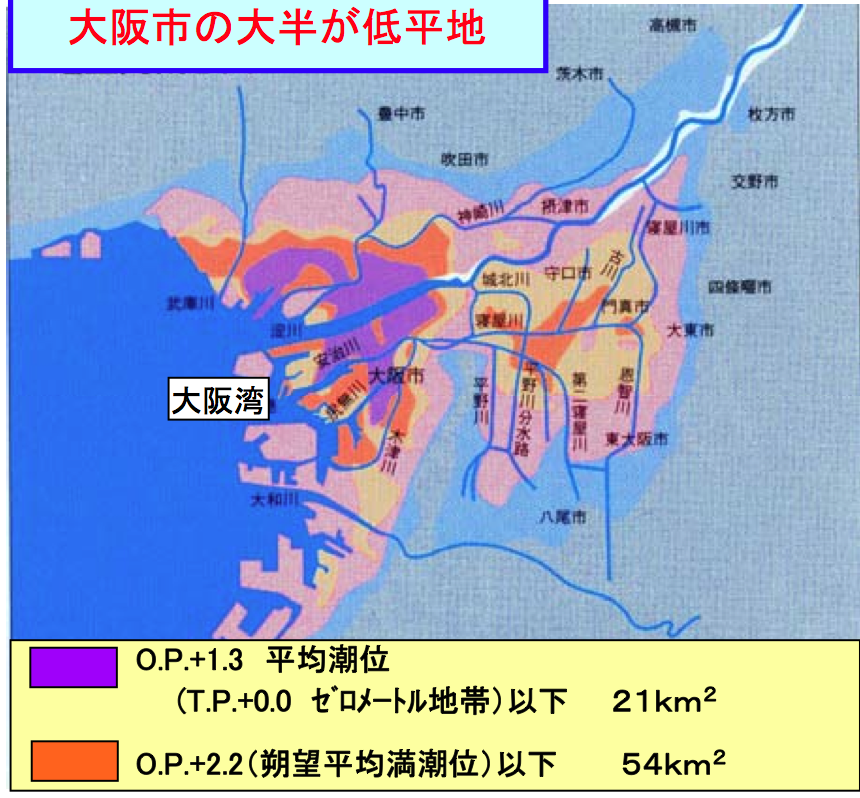 大阪市の大半が低平地
高槻市
茨木市
枚方市
豊中市
吹田市
交野市
神崎川
摂津市
寝屋川市
古川
城北川
守口市
四條畷市
武庫川
門真市
淀川
寝屋川
大東市
安治川
大阪市
大阪湾
尻無川
平野川
平野川分水路
第二寝屋川
恩智川
木津川
東大阪市
大和川
八尾市
O.P.+1.3 平均潮位
(T.P.+0.0 ゼロメートル地帯)以下 21km²
O.P.+2.2(朔望平均満潮位)以下 54km²